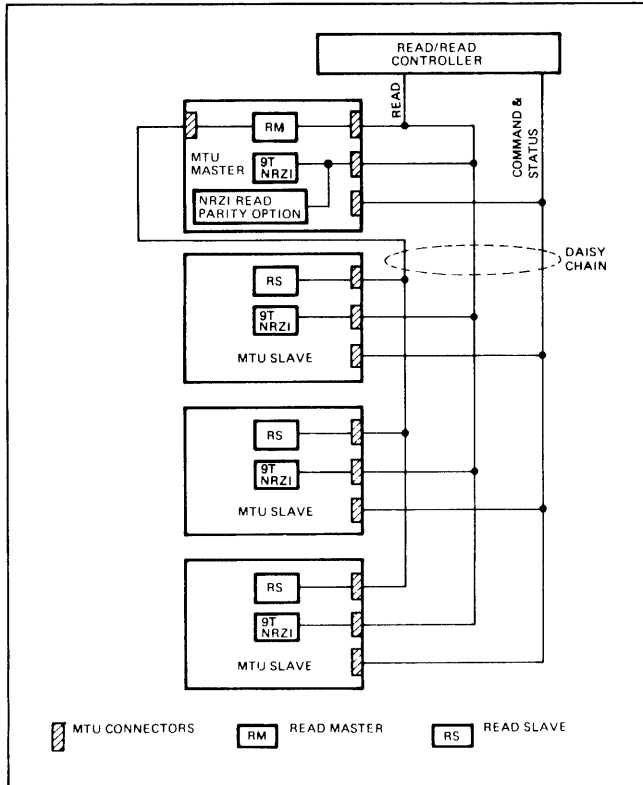 READ/READ
CONTROLLER
READ
COMMAND &
STATUS
RM
MTU
MASTER
9T
NRZI
NRZI READ
PARITY OPTION
DAISY
CHAIN
RS
9T
NRZI
MTU SLAVE
RS
9T
NRZI
MTU SLAVE
RS
9T
NRZI
MTU SLAVE
MTU CONNECTORS
RM
READ MASTER
RS
READ SLAVE